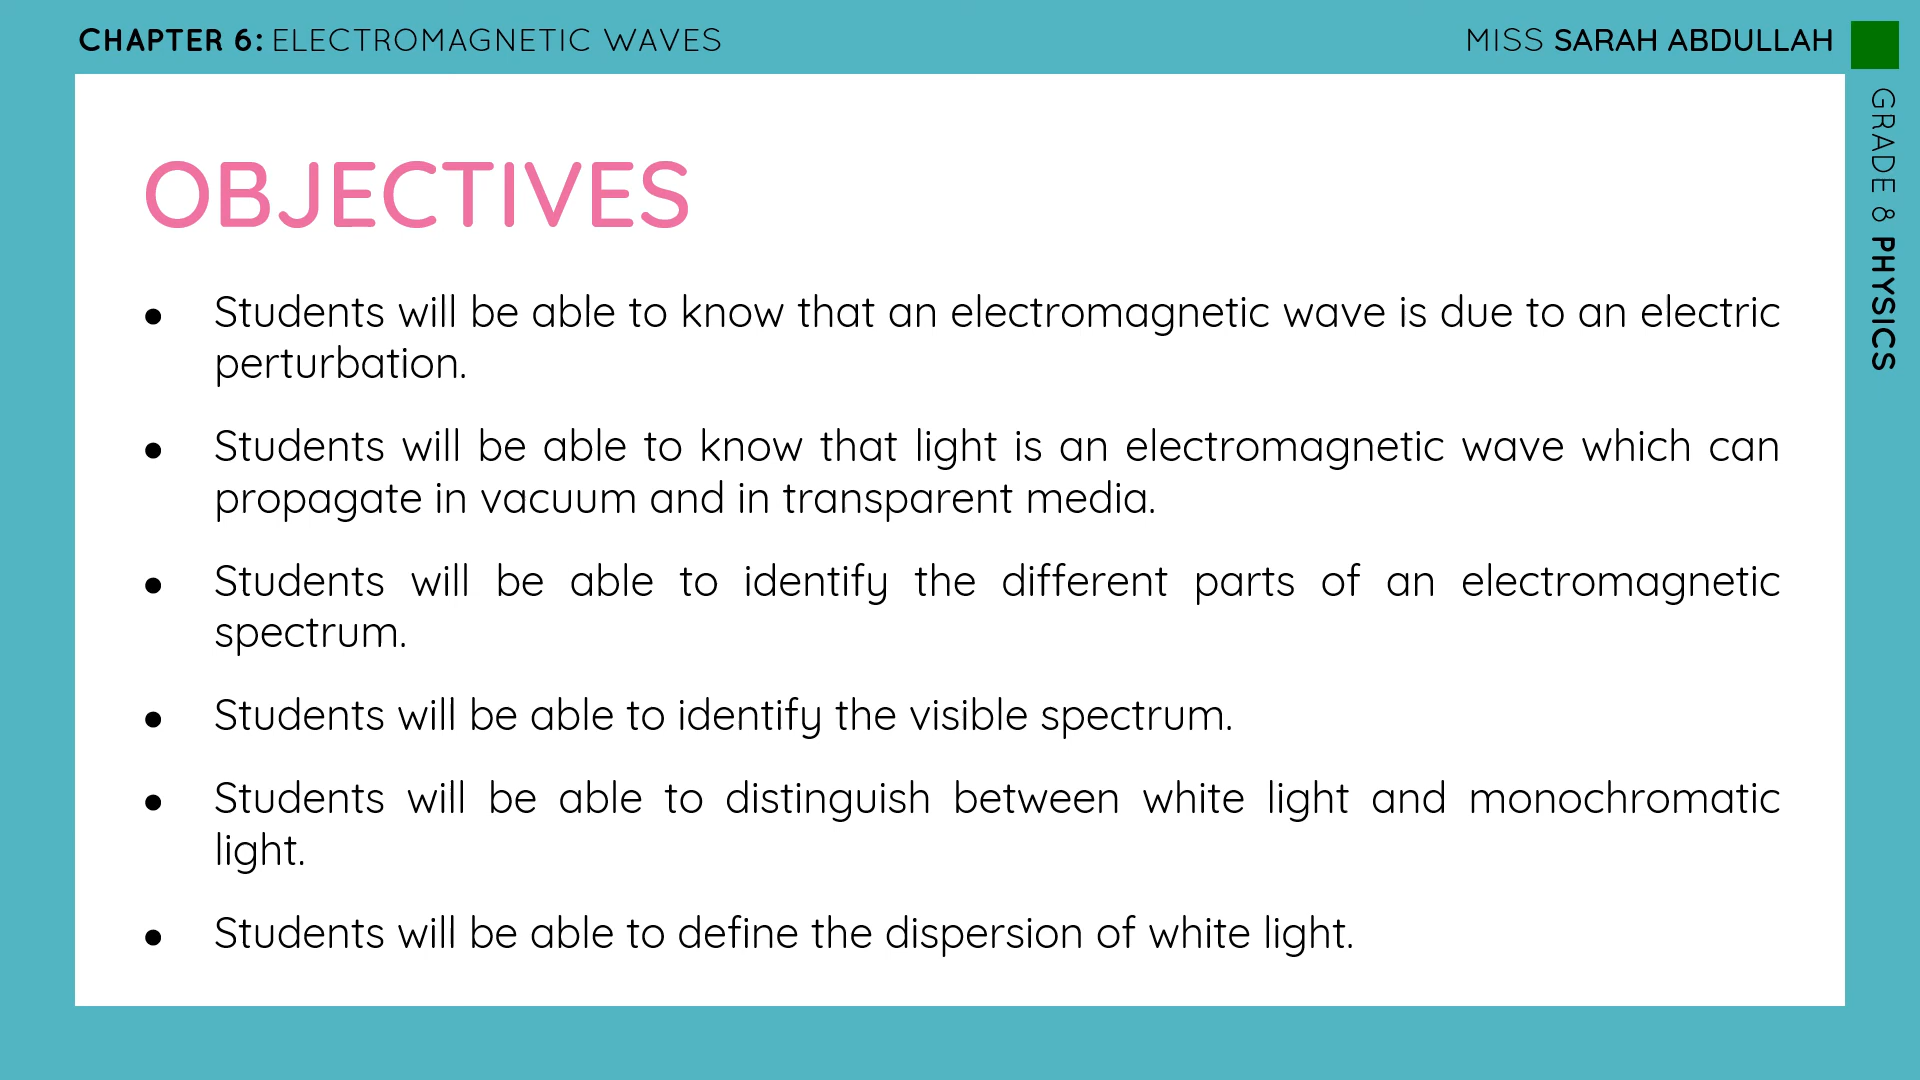 CHAPTER 6: ELECTROMAGNETIC WAVES
MISS SARAH ABDULLAH
GRADE 8 PHYSICS
OBJECTIVES
● Students will be able to know that an electromagnetic wave is due to an electric
perturbation.
● Students will be able to know that light is an electromagnetic wave which can
propagate in vacuum and in transparent media.
● Students will be able to identify the different parts of an electromagnetic
spectrum.
● Students will be able to identify the visible spectrum.
● Students will be able to distinguish between white light and monochromatic
light.
● Students will be able to define the dispersion of white light.